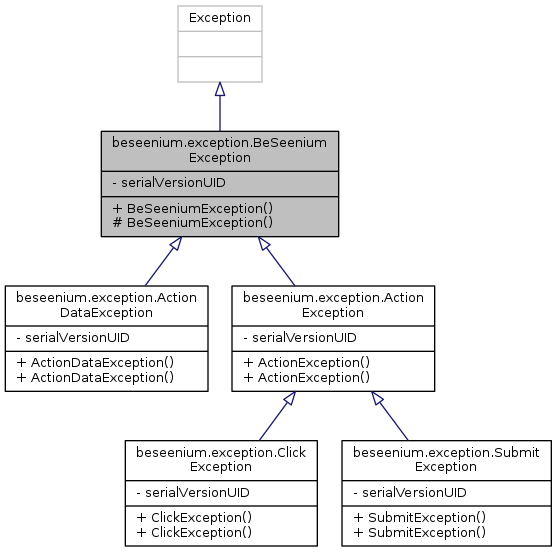 Exception
beseenium.exception.BeSeenium
Exception
- serialVersionUID
+ BeSeeniumException()
# BeSeeniumException()
beseenium.exception.Action
DataException
- serialVersionUID
+ ActionDataException()
+ ActionDataException()
beseenium.exception.Action
Exception
- serialVersionUID
+ ActionException()
+ ActionException()
beseenium.exception.Click
Exception
- serialVersionUID
+ ClickException()
+ ClickException()
beseenium.exception.Submit
Exception
- serialVersionUID
+ SubmitException()
+ SubmitException()